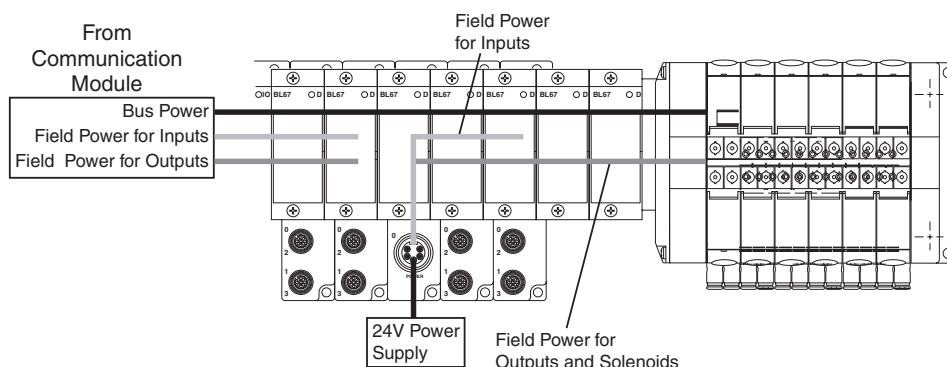 From
Communication
Module
Bus Power
Field Power for Inputs
Field  Power for Outputs
Field Power
for Inputs
IO BL67 D BL67 D BL67 D BL67 D BL67 D BL67 D BL67 D
0 0 0 0 0
2 2 2 2
1 1 1 1
3 3 3 3
POWER
24V Power
Supply
Field Power for
Outputs and Solenoids